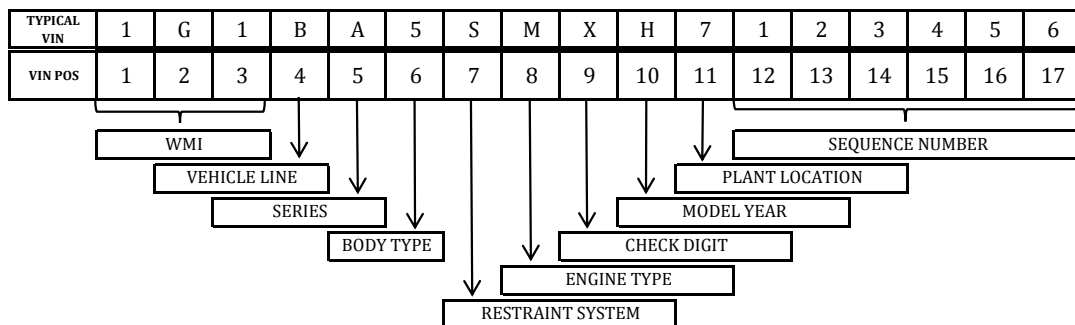 TYPICAL VIN 1 G 1 B A 5 S M X H 7 1 2 3 4 5 6
VIN POS 1 2 3 4 5 6 7 8 9 10 11 12 13 14 15 16 17
WMI SEQUENCE NUMBER
VEHICLE LINE PLANT LOCATION
SERIES MODEL YEAR
BODY TYPE CHECK DIGIT
ENGINE TYPE
RESTRAINT SYSTEM